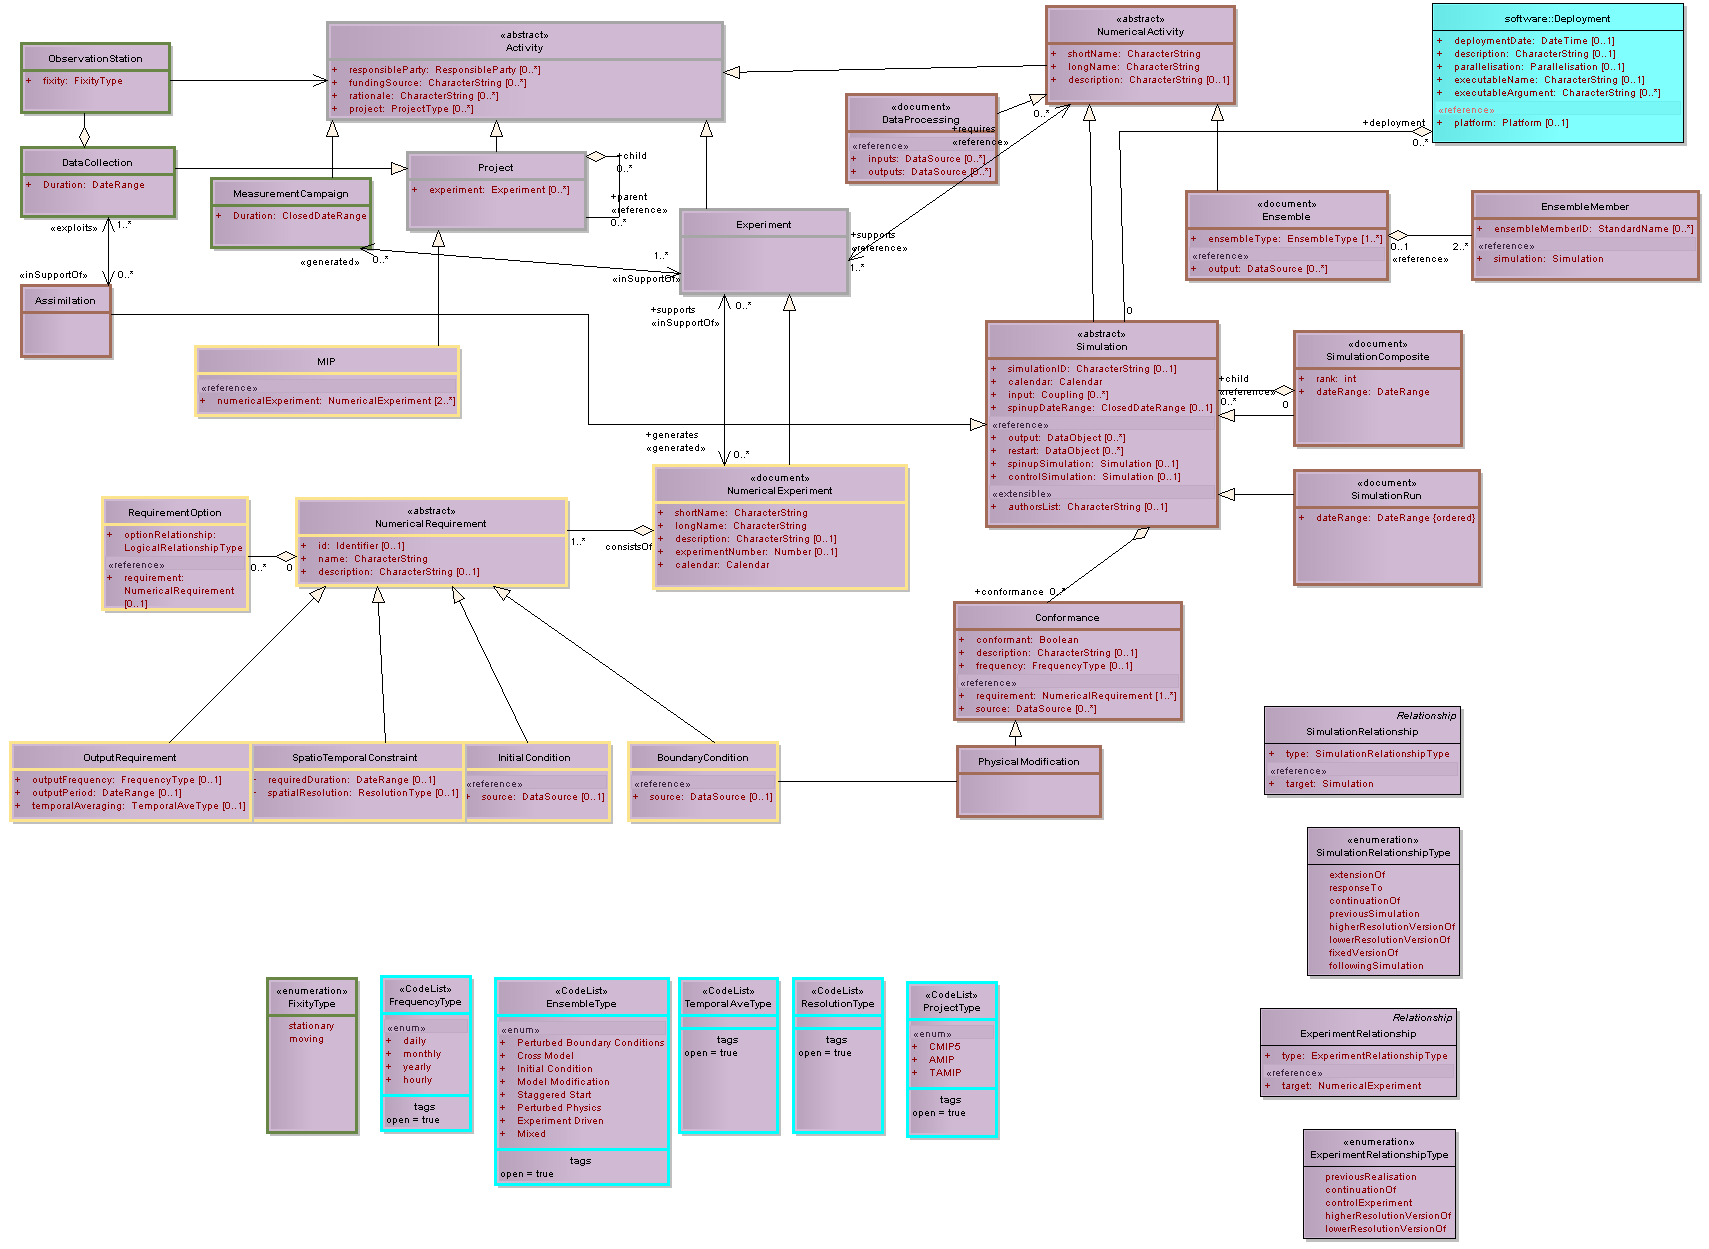 ObservationStation
+ fixity: FixityType
«abstract»
Activity
+ responsibleParty: ResponsibleParty [0..*]
+ fundingSource: CharacterString [0..*]
+ rationale: CharacterString [0..*]
+ project: ProjectType [0..*]
«abstract»
NumericalActivity
+ shortName: CharacterString
+ longName: CharacterString
+ description: CharacterString [0..1]
software::Deployment
+ deploymentDate: DateTime [0..1]
+ description: CharacterString [0..1]
+ parallelisation: Parallelisation [0..1]
+ executableName: CharacterString [0..1]
+ executableArgument: CharacterString [0..*]
«reference»
+ platform: Platform [0..1]
+deployment
0..*
«document»
DataProcessing
«reference»
+ inputs: DataSource [0..*]
+ outputs: DataSource [0..*]
0..*
+requires
«reference»
DataCollection
+ Duration: DateRange
MeasurementCampaign
+ Duration: ClosedDateRange
Project
+ experiment: Experiment [0..*]
+child
0..*
+parent
«reference»
0..*
Experiment
+supports
«reference»
1..*
«document»
Ensemble
+ ensembleType: EnsembleType [1..*]
«reference»
+ output: DataSource [0..*]
0..1
2..*
«reference»
EnsembleMember
+ ensembleMemberID: StandardName [0..*]
«reference»
+ simulation: Simulation
«exploits»
1..*
«inSupportOf»
0..*
«generated»
0..*
1..*
«inSupportOf»
Assimilation
+supports
«inSupportOf»
0..*
0
MIP
«reference»
+ numericalExperiment: NumericalExperiment [2..*]
«abstract»
Simulation
+ simulationID: CharacterString [0..1]
+ calendar: Calendar
+ input: Coupling [0..*]
+ spinupDateRange: ClosedDateRange [0..1]
«reference»
+ output: DataObject [0..*]
+ restart: DataObject [0..*]
+ spinupSimulation: Simulation [0..1]
+ controlSimulation: Simulation [0..1]
«extensible»
+ authorsList: CharacterString [0..1]
+child
«reference»
0..*
0
«document»
SimulationComposite
+ rank: int
+ dateRange: DateRange
«document»
SimulationRun
+ dateRange: DateRange {ordered}
+generates
«generated»
0..*
«document»
NumericalExperiment
+ shortName: CharacterString
+ longName: CharacterString
+ description: CharacterString [0..1]
+ experimentNumber: Number [0..1]
+ calendar: Calendar
1..*
consistsOf
«abstract»
NumericalRequirement
+ id: Identifier [0..1]
+ name: CharacterString
+ description: CharacterString [0..1]
RequirementOption
+ optionRelationship:
LogicalRelationshipType
«reference»
+ requirement:
NumericalRequirement
[0..1]
0..*
0
+conformance 0..*
Conformance
+ conformant: Boolean
+ description: CharacterString [0..1]
+ frequency: FrequencyType [0..1]
«reference»
+ requirement: NumericalRequirement [1..*]
+ source: DataSource [0..*]
PhysicalModification
OutputRequirement
+ outputFrequency: FrequencyType [0..1]
+ outputPeriod: DateRange [0..1]
+ temporalAveraging: TemporalAveType [0..1]
SpatioTemporalConstraint
- requiredDuration: DateRange [0..1]
- spatialResolution: ResolutionType [0..1]
InitialCondition
«reference»
+ source: DataSource [0..1]
BoundaryCondition
«reference»
+ source: DataSource [0..1]
Relationship
SimulationRelationship
+ type: SimulationRelationshipType
«reference»
+ target: Simulation
«enumeration»
SimulationRelationshipType
extensionOf
responseTo
continuationOf
previousSimulation
higherResolutionVersionOf
lowerResolutionVersionOf
fixedVersionOf
followingSimulation
«enumeration»
FixityType
stationary
moving
«CodeList»
FrequencyType
«enum»
+ daily
+ monthly
+ yearly
+ hourly
tags
open = true
«CodeList»
EnsembleType
«enum»
+ Perturbed Boundary Conditions
+ Cross Model
+ Initial Condition
+ Model Modification
+ Staggered Start
+ Perturbed Physics
+ Experiment Driven
+ Mixed
tags
open = true
«CodeList»
TemporalAveType
tags
open = true
«CodeList»
ResolutionType
tags
open = true
«CodeList»
ProjectType
«enum»
+ CMIP5
+ AMIP
+ TAMIP
tags
open = true
Relationship
ExperimentRelationship
+ type: ExperimentRelationshipType
«reference»
+ target: NumericalExperiment
«enumeration»
ExperimentRelationshipType
previousRealisation
continuationOf
controlExperiment
higherResolutionVersionOf
lowerResolutionVersionOf